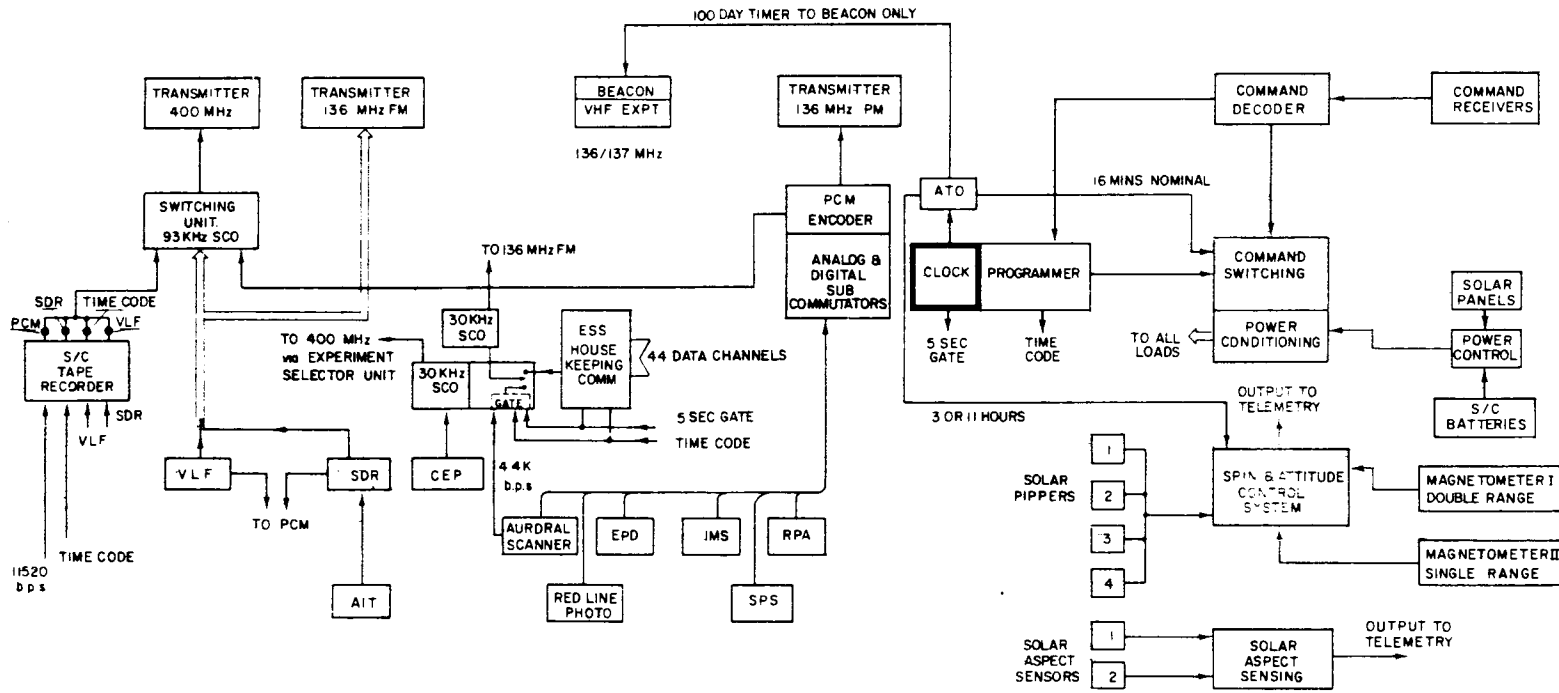 100 DAY TIMER TO BEACON ONLY
TRANSMITTER
400 MHz
TRANSMITTER
136 MHz FM
BEACON
VHF EXPT
136/137 MHz
TRANSMITTER
136 MHz PM
COMMAND
DECODER
COMMAND
RECEIVERS
SWITCHING
UNIT.
93 KHz SCO
PCM
ENCODER
ANALOG &
DIGITAL
SUB
COMMUTATORS
ATO
16 MINS NOMINAL
CLOCK
PROGRAMMER
COMMAND
SWITCHING
POWER
CONDITIONING
5 SEC
GATE
TIME
CODE
TO ALL
LOADS
SOLAR
PANELS
POWER
CONTROL
S/C
BATTERIES
TO 136 MHz FM
SDR
TIME CODE
PCM
VLF
S/C
TAPE
RECORDER
SDR
VLF
TIME CODE
11520
bps
TO 400 MHz
via EXPERIMENT
SELECTOR UNIT
30 KHz
SCO
30 KHz
SCO
GATE
ESS
HOUSE
KEEPING
COMM
44 DATA CHANNELS
5 SEC GATE
TIME CODE
VLF
SDR
TO PCM
AIT
CEP
4.4K
b.p.s
AURDRAL
SCANNER
EPD
IMS
RPA
RED LINE
PHOTO
SPS
3 OR 11 HOURS
OUTPUT TO
TELEMETRY
SOLAR
PIPPERS
1
2
3
4
SPIN & ATTITUDE
CONTROL
SYSTEM
MAGNETOMETER I
DOUBLE RANGE
MAGNETOMETER II
SINGLE RANGE
SOLAR
ASPECT
SENSORS
1
2
SOLAR
ASPECT
SENSING
OUTPUT TO
TELEMETRY